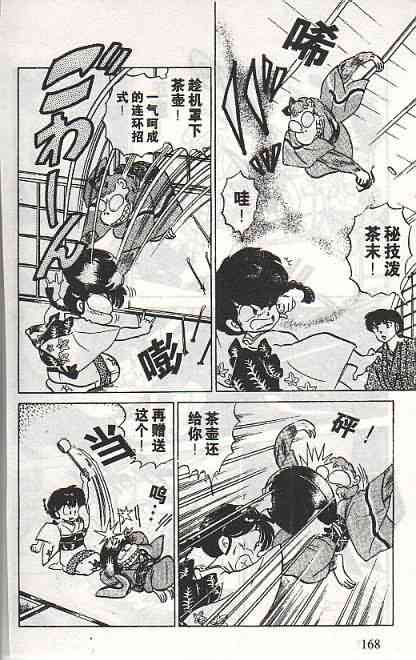 唏
秘技泼
茶末！
哇！
趁机罩下
茶壶！
一气呵成
的连环招
式！
ごわーん
嘭
砰！
茶壶还
给你！
再赠送
这个！
当
呜…
168